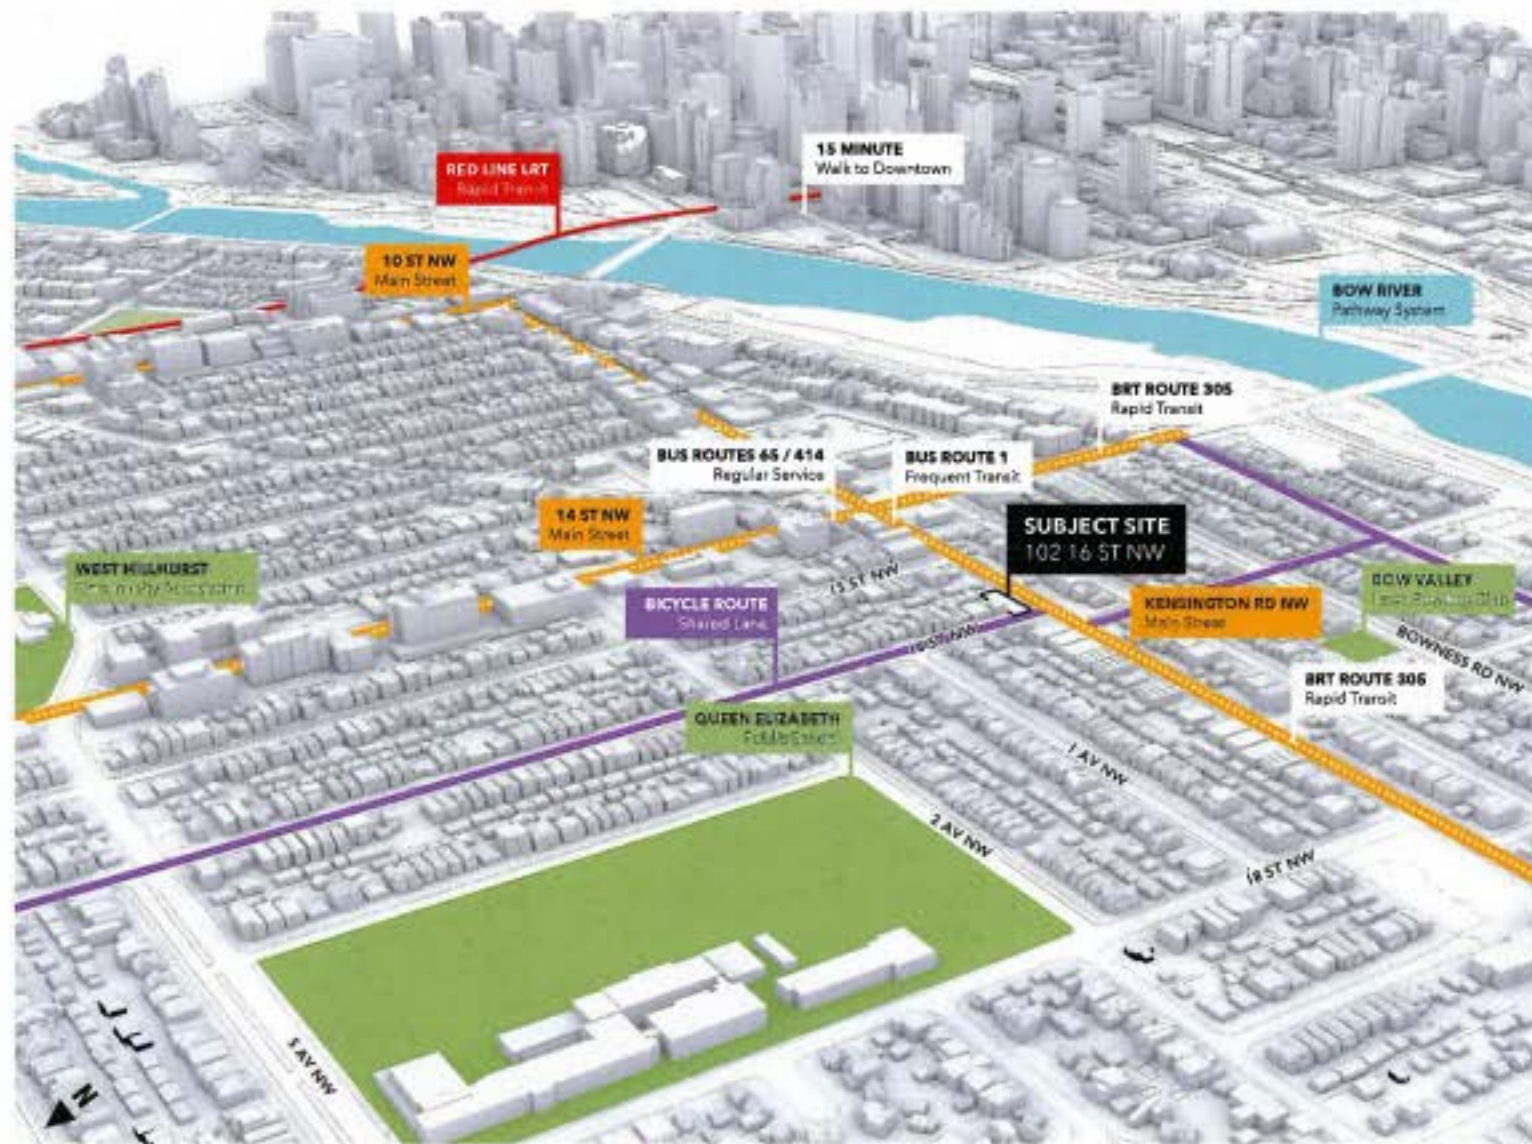 15 MINUTE
Walk to Downtown
RED LINE LRT
Rapid Transit
10 ST NW
Main Street
BOW RIVER
Pathway System
BRT ROUTE 305
Rapid Transit
BUS ROUTES 65 / 414
Regular Service
BUS ROUTE 1
Frequent Transit
14 ST NW
Main Street
SUBJECT SITE
102 16 ST NW
WEST HILLHURST
15 ST NW
BICYCLE ROUTE
Shared Lane
KENSINGTON RD NW
Main Street
BOW VALLEY
BOWNESS RD NW
16 ST NW
BRT ROUTE 305
Rapid Transit
QUEEN ELIZABETH
1 AV NW
2 AV NW
18 ST NW
5 AV NW
N